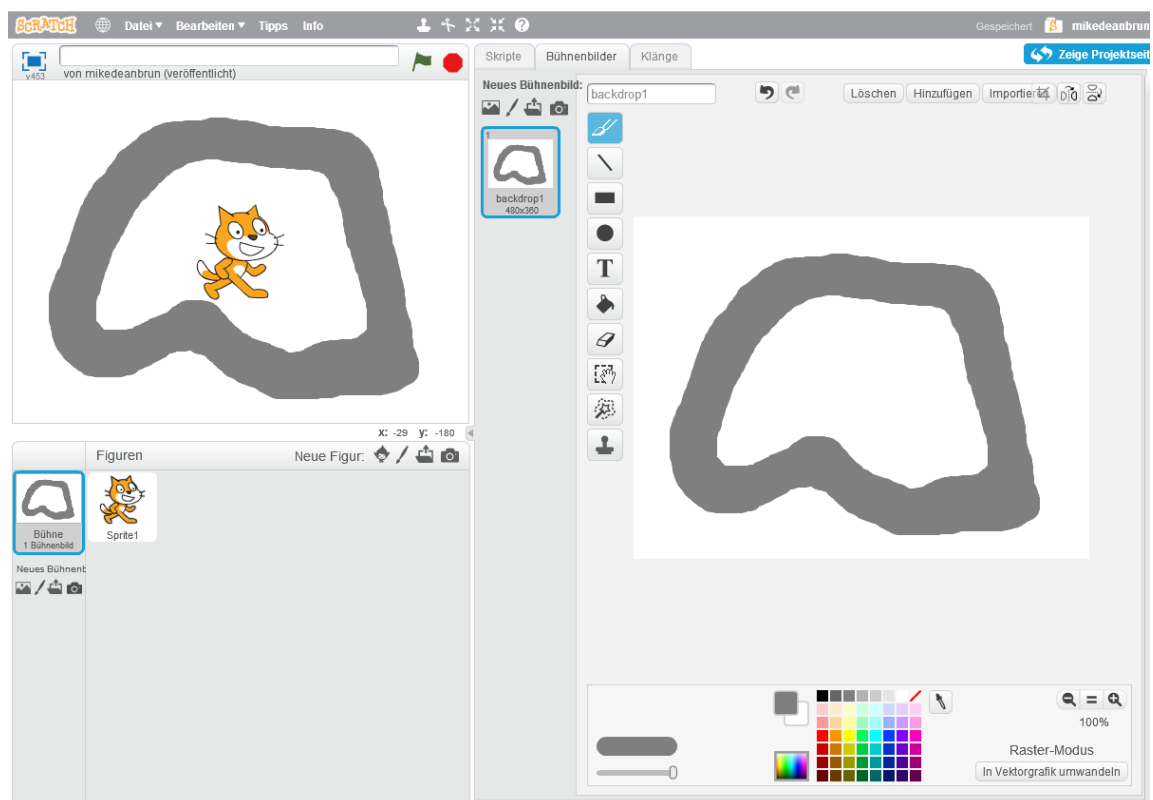 SCRATCH Datei Bearbeiten Tipps Info Gespeichert mikedeanbrun
v453
von mikedeanbrun (veröffentlicht)
Skripte Bühnenbilder Klänge Zeige Projektseit
Neues Bühnenbild:
backdrop1 Löschen Hinzufügen
1
backdrop1
480x360
T
x: -29 y: -180
Figuren Neue Figur:
Bühne
1 Bühnenbild
Sprite1
Neues Bühnent
100%
Raster-Modus
In Vektorgrafik umwandeln